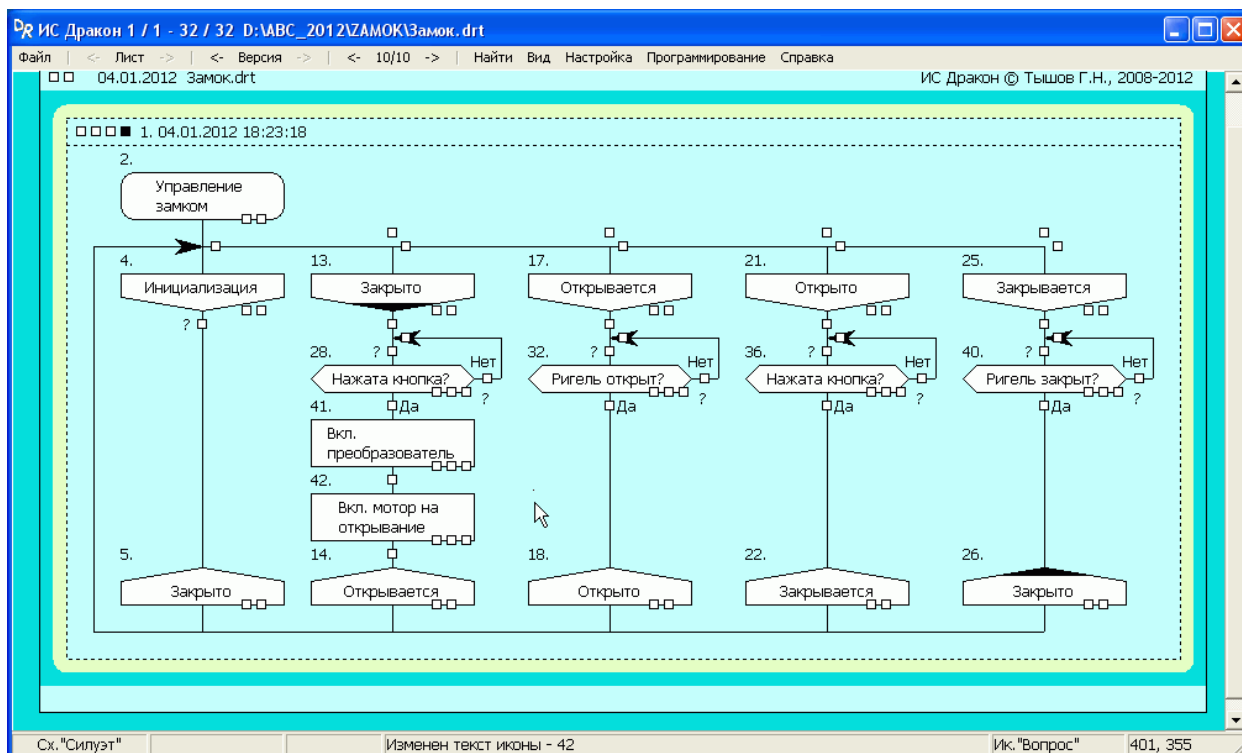 ИС Дракон 1 / 1 - 32 / 32 D:\ABC_2012\ZAMOK\Замок.drt
Файл | <- Лист -> | <- Версия -> | <- 10/10 -> | Найти Вид Настройка Программирование Справка
04.01.2012 Замок.drt ИС Дракон © Тышов Г.Н., 2008-2012
1. 04.01.2012 18:23:18
2.
Управление
замком
4. 13. 17. 21. 25.
Инициализация Закрыто Открывается Открыто Закрывается
? ? ? ? ?
28. Нет 32. Нет 36. Нет 40. Нет
Нажата кнопка? Ригель открыт? Нажата кнопка? Ригель закрыт?
? ? ? ?
41. Да Да Да Да
Вкл.
преобразователь
42.
Вкл. мотор на
открывание
5. 14. 18. 22. 26.
Закрыто Открывается Открыто Закрывается Закрыто
Сх."Силуэт" Изменен текст иконы - 42 Ик."Вопрос" 401, 355